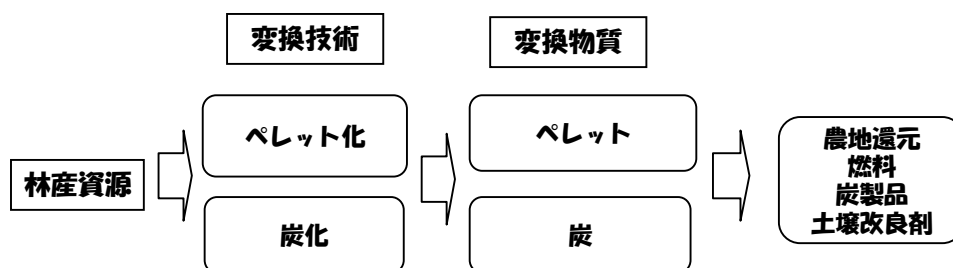 変換技術
変換物質
ペレット化
ペレット
林産資源
炭化
炭
農地還元
燃料
炭製品
土壌改良剤